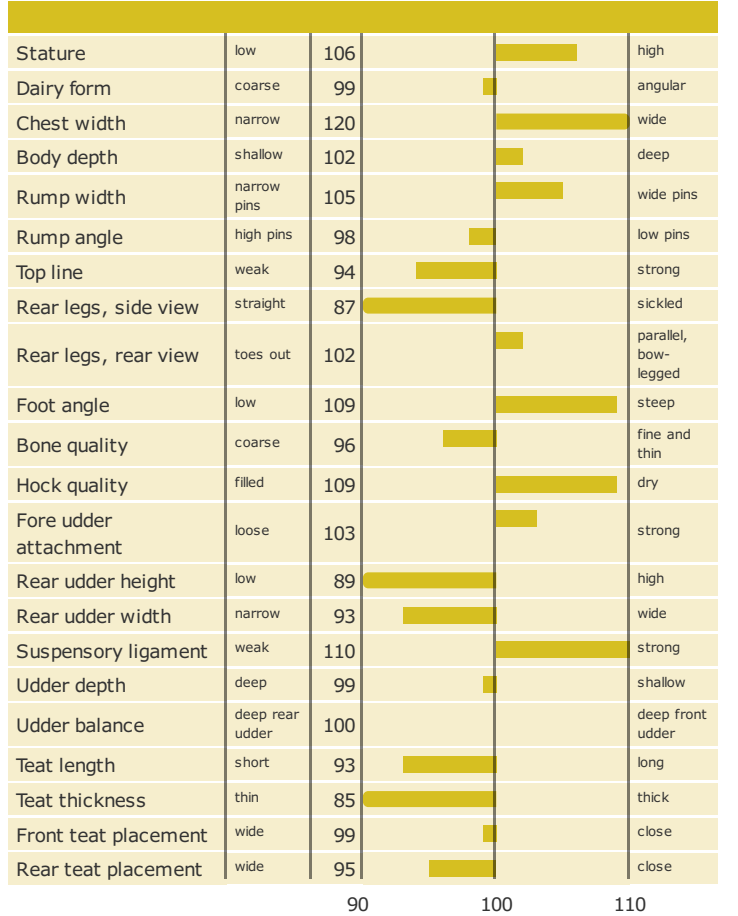 Stature low 106 high
Dairy form coarse 99 angular
Chest width narrow 120 wide
Body depth shallow 102 deep
Rump width narrow pins 105 wide pins
Rump angle high pins 98 low pins
Top line weak 94 strong
Rear legs, side view straight 87 sickled
Rear legs, rear view toes out 102 parallel, bow-legged
Foot angle low 109 steep
Bone quality coarse 96 fine and thin
Hock quality filled 109 dry
Fore udder attachment loose 103 strong
Rear udder height low 89 high
Rear udder width narrow 93 wide
Suspensory ligament weak 110 strong
Udder depth deep 99 shallow
Udder balance deep rear udder 100 deep front udder
Teat length short 93 long
Teat thickness thin 85 thick
Front teat placement wide 99 close
Rear teat placement wide 95 close
90 100 110